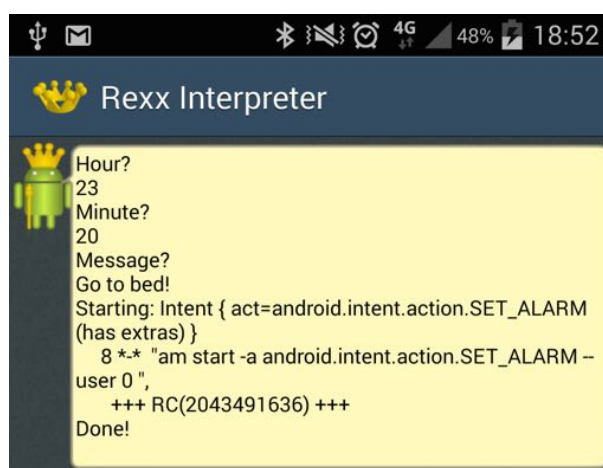 4G 48% 18:52
Rexx Interpreter
Hour?
23
Minute?
20
Message?
Go to bed!
Starting: Intent { act=android.intent.action.SET_ALARM
(has extras) }
8 *-* "am start -a android.intent.action.SET_ALARM --
user 0 ",
+++ RC(2043491636) +++
Done!